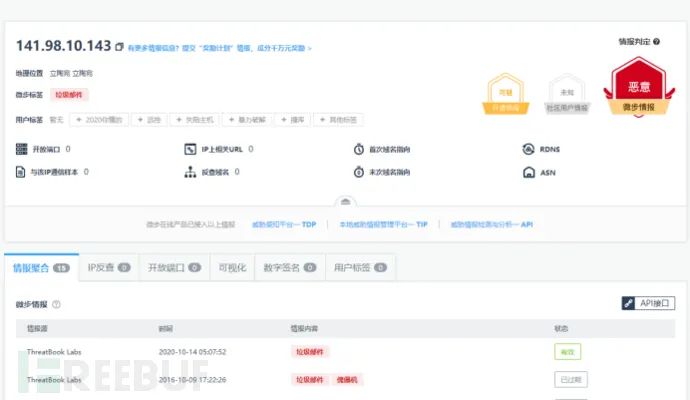 141.98.10.143 有更多情报信息？提交“奖励计划”情报，瓜分千万元奖励 >
情报判定
地理位置 立陶宛 立陶宛
微步标签 垃圾邮件
可疑
开源情报
未知
社区用户情报
恶意
微步情报
用户标签 暂无 + 2020你懂的 + 远控 + 失陷主机 + 暴力破解 + 撞库 + 其他标签
开放端口 0 IP上相关URL 0 首次域名指向 RDNS
与该IP通信样本 0 反查域名 0 末次域名指向 ASN
微步在线产品已接入以上情报 威胁感知平台— TDP 本地威胁情报管理平台— TIP 威胁情报检测与分析— API
情报聚合 15 IP反查 0 开放端口 0 可视化 数字签名 0 用户标签 0
微步情报 API接口
情报源 时间 情报内容 状态
ThreatBook Labs 2020-10-14 05:07:52 垃圾邮件 有效
ThreatBook Labs 2016-10-09 17:22:26 垃圾邮件 傀儡机 已过期
FREEBUF